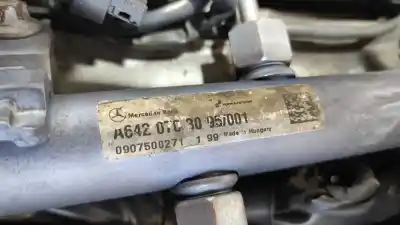 Mercedes-Benz
A642 070 30 95/001
0907500271 1 99 Made in Hungary